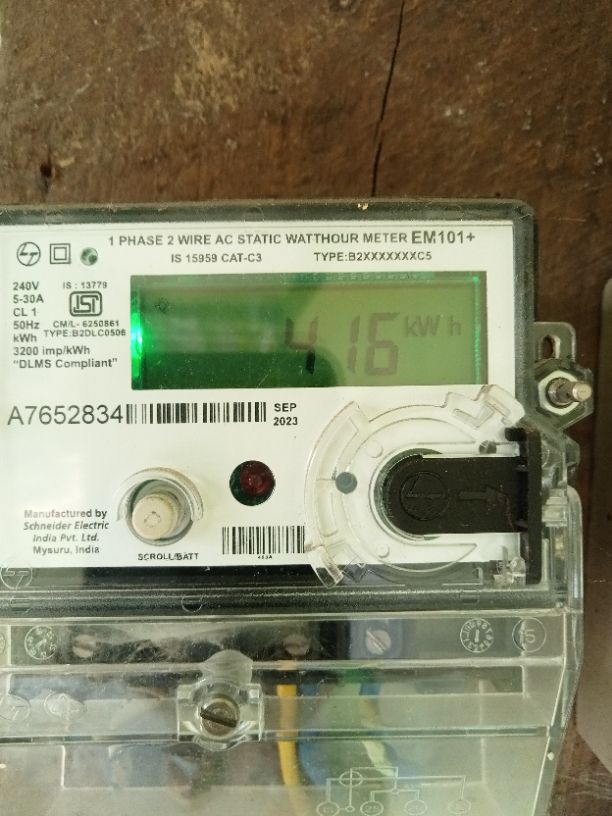 1 PHASE 2 WIRE AC STATIC WATTHOUR METER EM101+
IS 15959 CAT-C3 TYPE:B2XXXXXXXC5
240V
5-30A
CL 1
50Hz
kWh
3200 imp/kWh
"DLMS Compliant"
IS : 13779
ISI
CM/L- 6250861
TYPE:B2DLC0506
416 kW h
A7652834
SEP
2023
Manufactured by
Schneider Electric
India Pvt. Ltd.
Mysuru, India
SCROLL/BATT